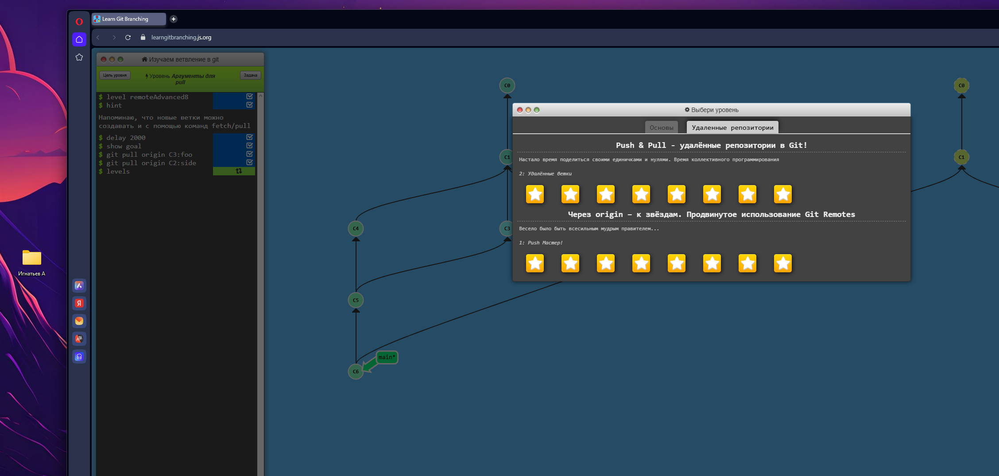 Learn Git Branching
learngitbranching.js.org
Изучаем ветвление в git
Цель уровня
Уровень Аргументы для
pull
Задача
$ level remoteAdvanced8
$ hint
Напоминаю, что новые ветки можно
создавать и с помощью команд fetch/pull
$ delay 2000
$ show goal
$ git pull origin C3:foo
$ git pull origin C2:side
$ levels
C0
C1
C4
C3
C5
main*
C6
C0
C1
Выбери уровень
Основы
Удаленные репозитории
Push & Pull - удалённые репозитории в Git!
Настало время поделиться своими единичками и нулями. Время коллективного программирования
2: Удалённые ветки
Через origin – к звёздам. Продвинутое использование Git Remotes
Весело было быть всесильным мудрым правителем...
1: Push Мастер!
Игнатьев А
Я